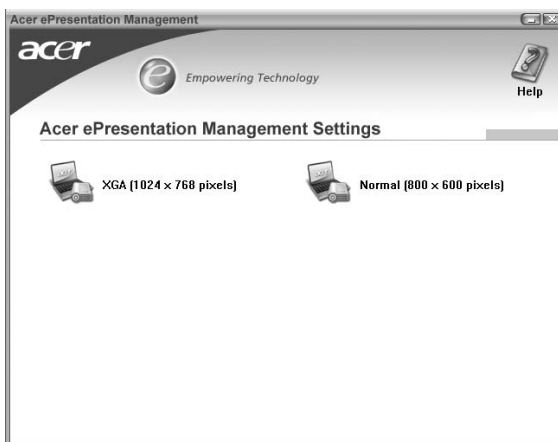 Acer ePresentation Management
acer
e Empowering Technology
Help
Acer ePresentation Management Settings
XGA (1024 x 768 pixels)
Normal (800 x 600 pixels)